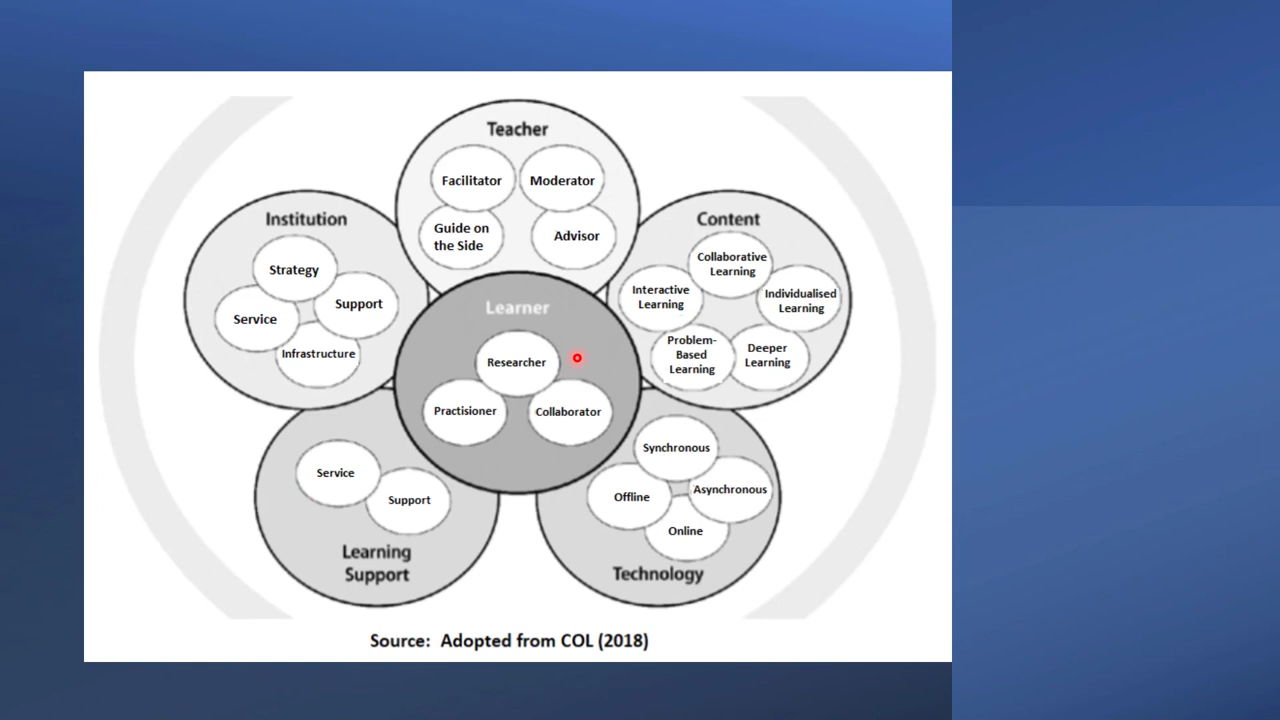 Teacher
Facilitator
Moderator
Guide on
the Side
Advisor
Institution
Strategy
Support
Service
Infrastructure
Content
Collaborative
Learning
Interactive
Learning
Individualised
Learning
Problem-
Based
Learning
Deeper
Learning
Learner
Researcher
Practisioner
Collaborator
Service
Support
Learning
Support
Synchronous
Offline
Asynchronous
Online
Technology
Source: Adopted from COL (2018)